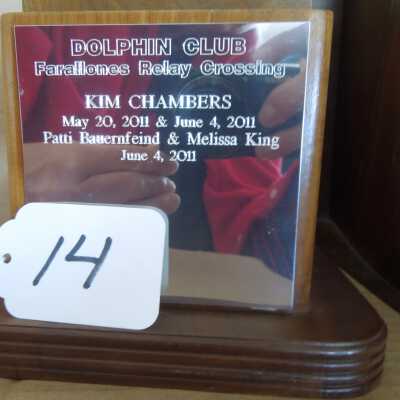 DOLPHIN CLUB
Farallones Relay Crossing
KIM CHAMBERS
May 20, 2011 & June 4, 2011
Patti Bauernfeind & Melissa King
June 4, 2011
14